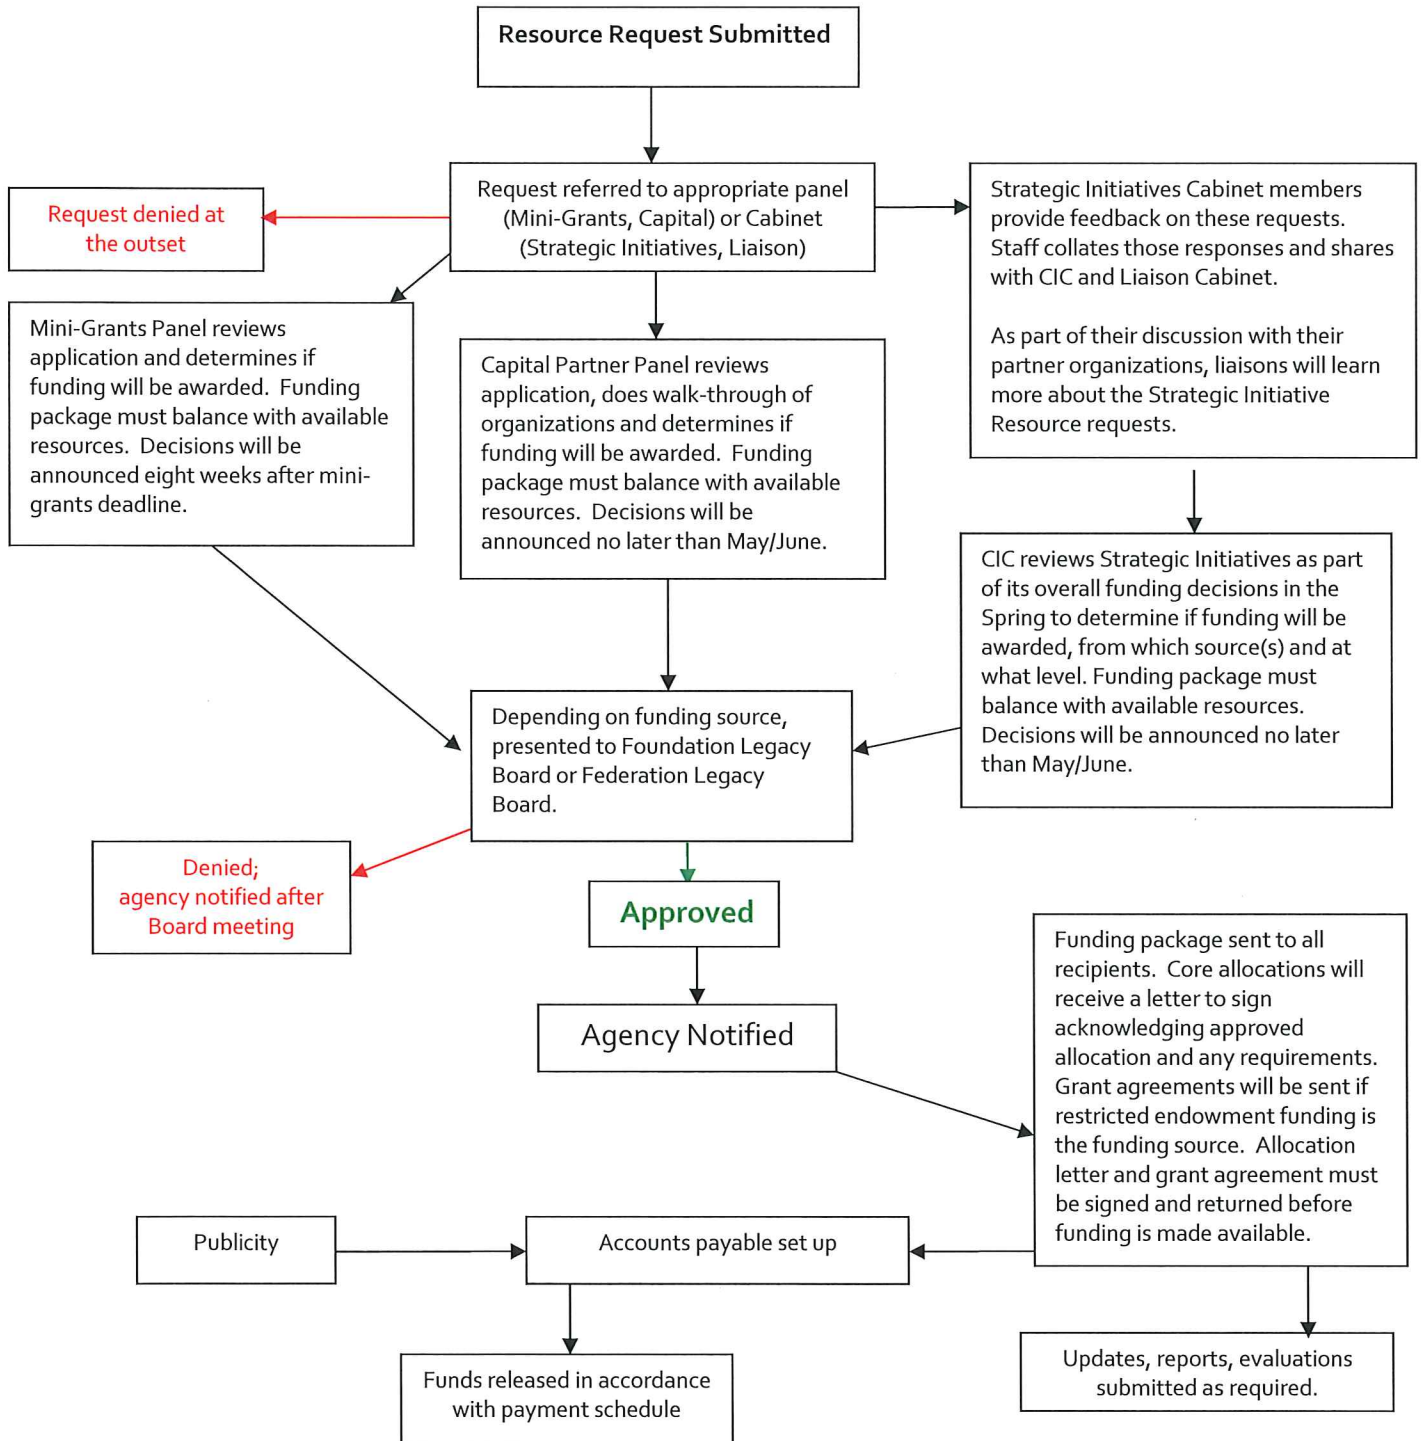 Resource Request Submitted
Request referred to appropriate panel
(Mini-Grants, Capital) or Cabinet
(Strategic Initiatives, Liaison)
Request denied at
the outset
Strategic Initiatives Cabinet members
provide feedback on these requests.
Staff collates those responses and shares
with CIC and Liaison Cabinet.
As part of their discussion with their
partner organizations, liaisons will learn
more about the Strategic Initiative
Resource requests.
Mini-Grants Panel reviews
application and determines if
funding will be awarded.  Funding
package must balance with available
resources.  Decisions will be
announced eight weeks after mini-
grants deadline.
Capital Partner Panel reviews
application, does walk-through of
organizations and determines if
funding will be awarded.  Funding
package must balance with available
resources.  Decisions will be
announced no later than May/June.
CIC reviews Strategic Initiatives as part
of its overall funding decisions in the
Spring to determine if funding will be
awarded, from which source(s) and at
what level. Funding package must
balance with available resources.
Decisions will be announced no later
than May/June.
Depending on funding source,
presented to Foundation Legacy
Board or Federation Legacy
Board.
Denied;
agency notified after
Board meeting
Approved
Agency Notified
Funding package sent to all
recipients.  Core allocations will
receive a letter to sign
acknowledging approved
allocation and any requirements.
Grant agreements will be sent if
restricted endowment funding is
the funding source.  Allocation
letter and grant agreement must
be signed and returned before
funding is made available.
Publicity
Accounts payable set up
Funds released in accordance
with payment schedule
Updates, reports, evaluations
submitted as required.